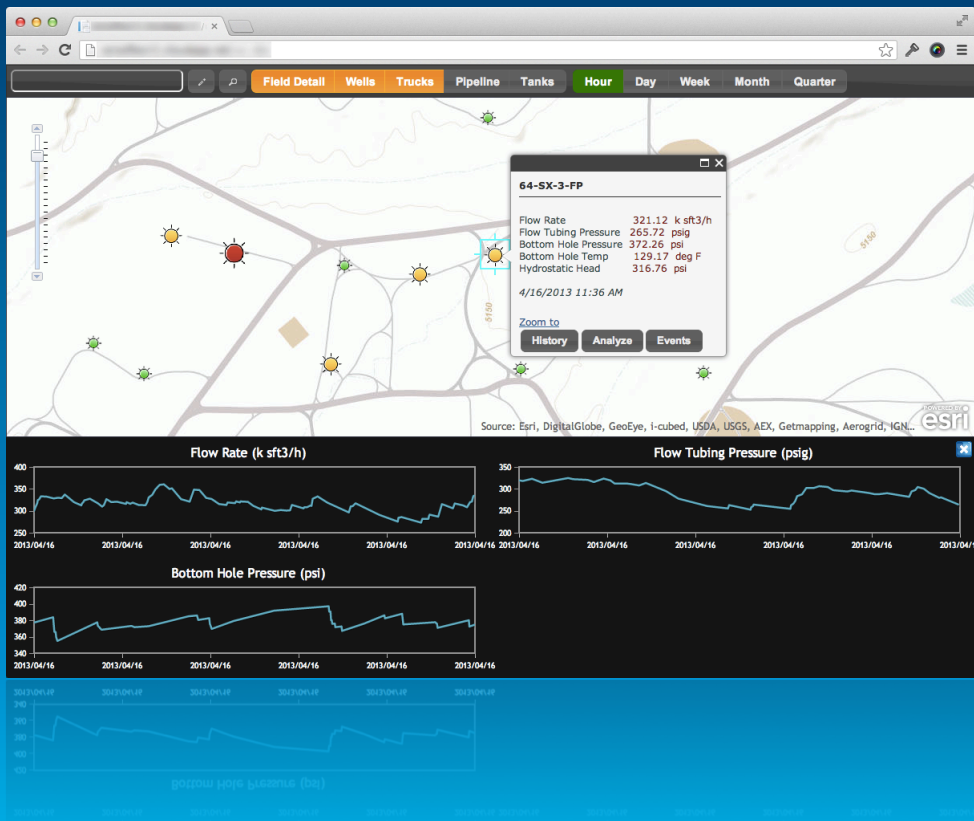 Field Detail Wells Trucks Pipeline Tanks Hour Day Week Month Quarter
64-SX-3-FP
Flow Rate 321.12 k sft3/h
Flow Tubing Pressure 265.72 psig
Bottom Hole Pressure 372.26 psi
Bottom Hole Temp 129.17 deg F
Hydrostatic Head 316.76 psi
4/16/2013 11:36 AM
Zoom to
History Analyze Events
5150
5150
Source: Esri, DigitalGlobe, GeoEye, i-cubed, USDA, USGS, AEX, Getmapping, Aerogrid, IGN...
esri
Flow Rate (k sft3/h)
400
350
300
250
2013/04/16 2013/04/16 2013/04/16 2013/04/16 2013/04/16 2013/04/16
Flow Tubing Pressure (psig)
350
300
250
200
2013/04/16 2013/04/16 2013/04/16 2013/04/16 2013/04/16 2013/04/1
Bottom Hole Pressure (psi)
420
400
380
360
340
2013/04/16 2013/04/16 2013/04/16 2013/04/16 2013/04/16 2013/04/16